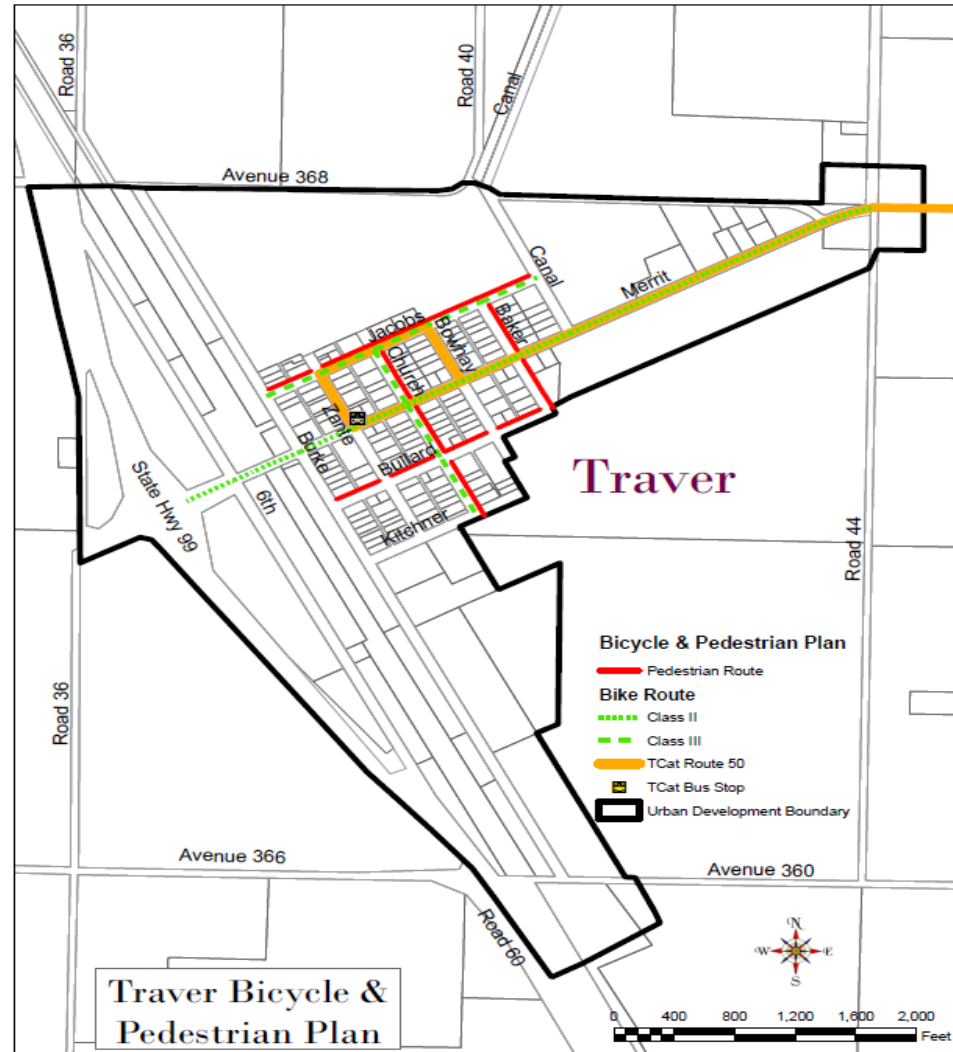 Road 36
Road 40
Canal
Avenue 368
Canal
Merrit
Jacobs
Bowhay
Baker
Church
Zante
Burke
Bullard
Kitchner
State Hwy 99
6th
Traver
Road 44
Road 36
Bicycle & Pedestrian Plan
Pedestrian Route
Bike Route
Class II
Class III
TCat Route 50
TCat Bus Stop
Urban Development Boundary
Avenue 366
Avenue 360
Road 60
N
W
E
S
Traver Bicycle &
Pedestrian Plan
0 400 800 1,200 1,600 2,000
Feet